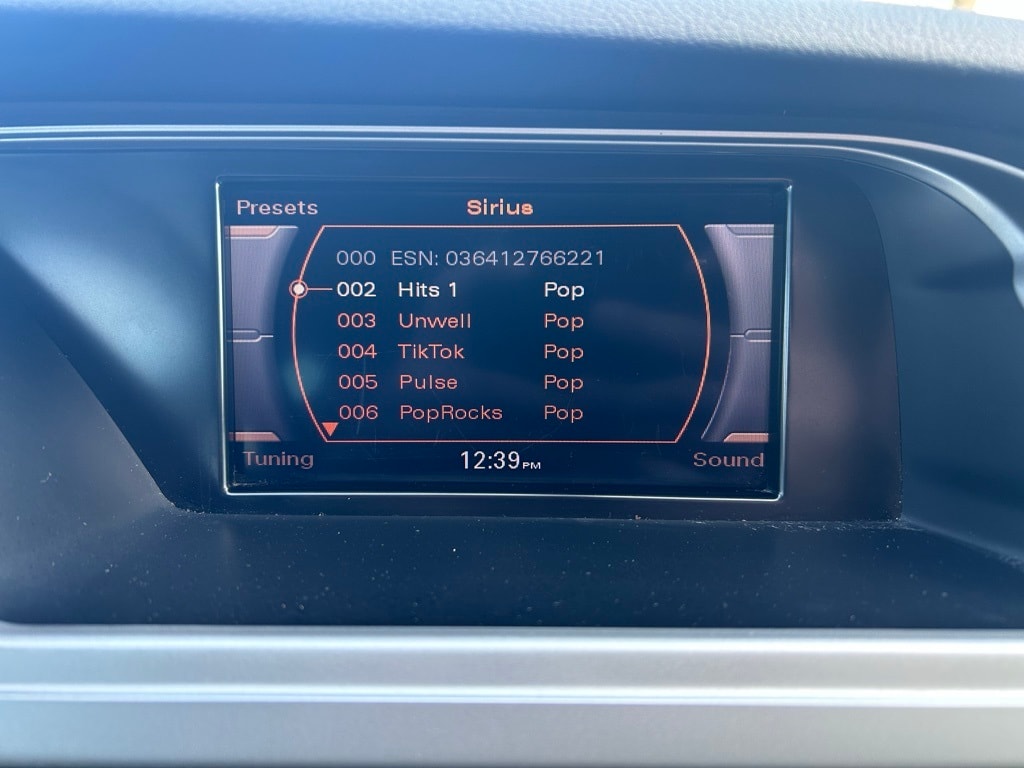 Presets Sirius
000 ESN: 036412766221
002 Hits 1 Pop
003 Unwell Pop
004 TikTok Pop
005 Pulse Pop
006 PopRocks Pop
Tuning 12:39PM Sound